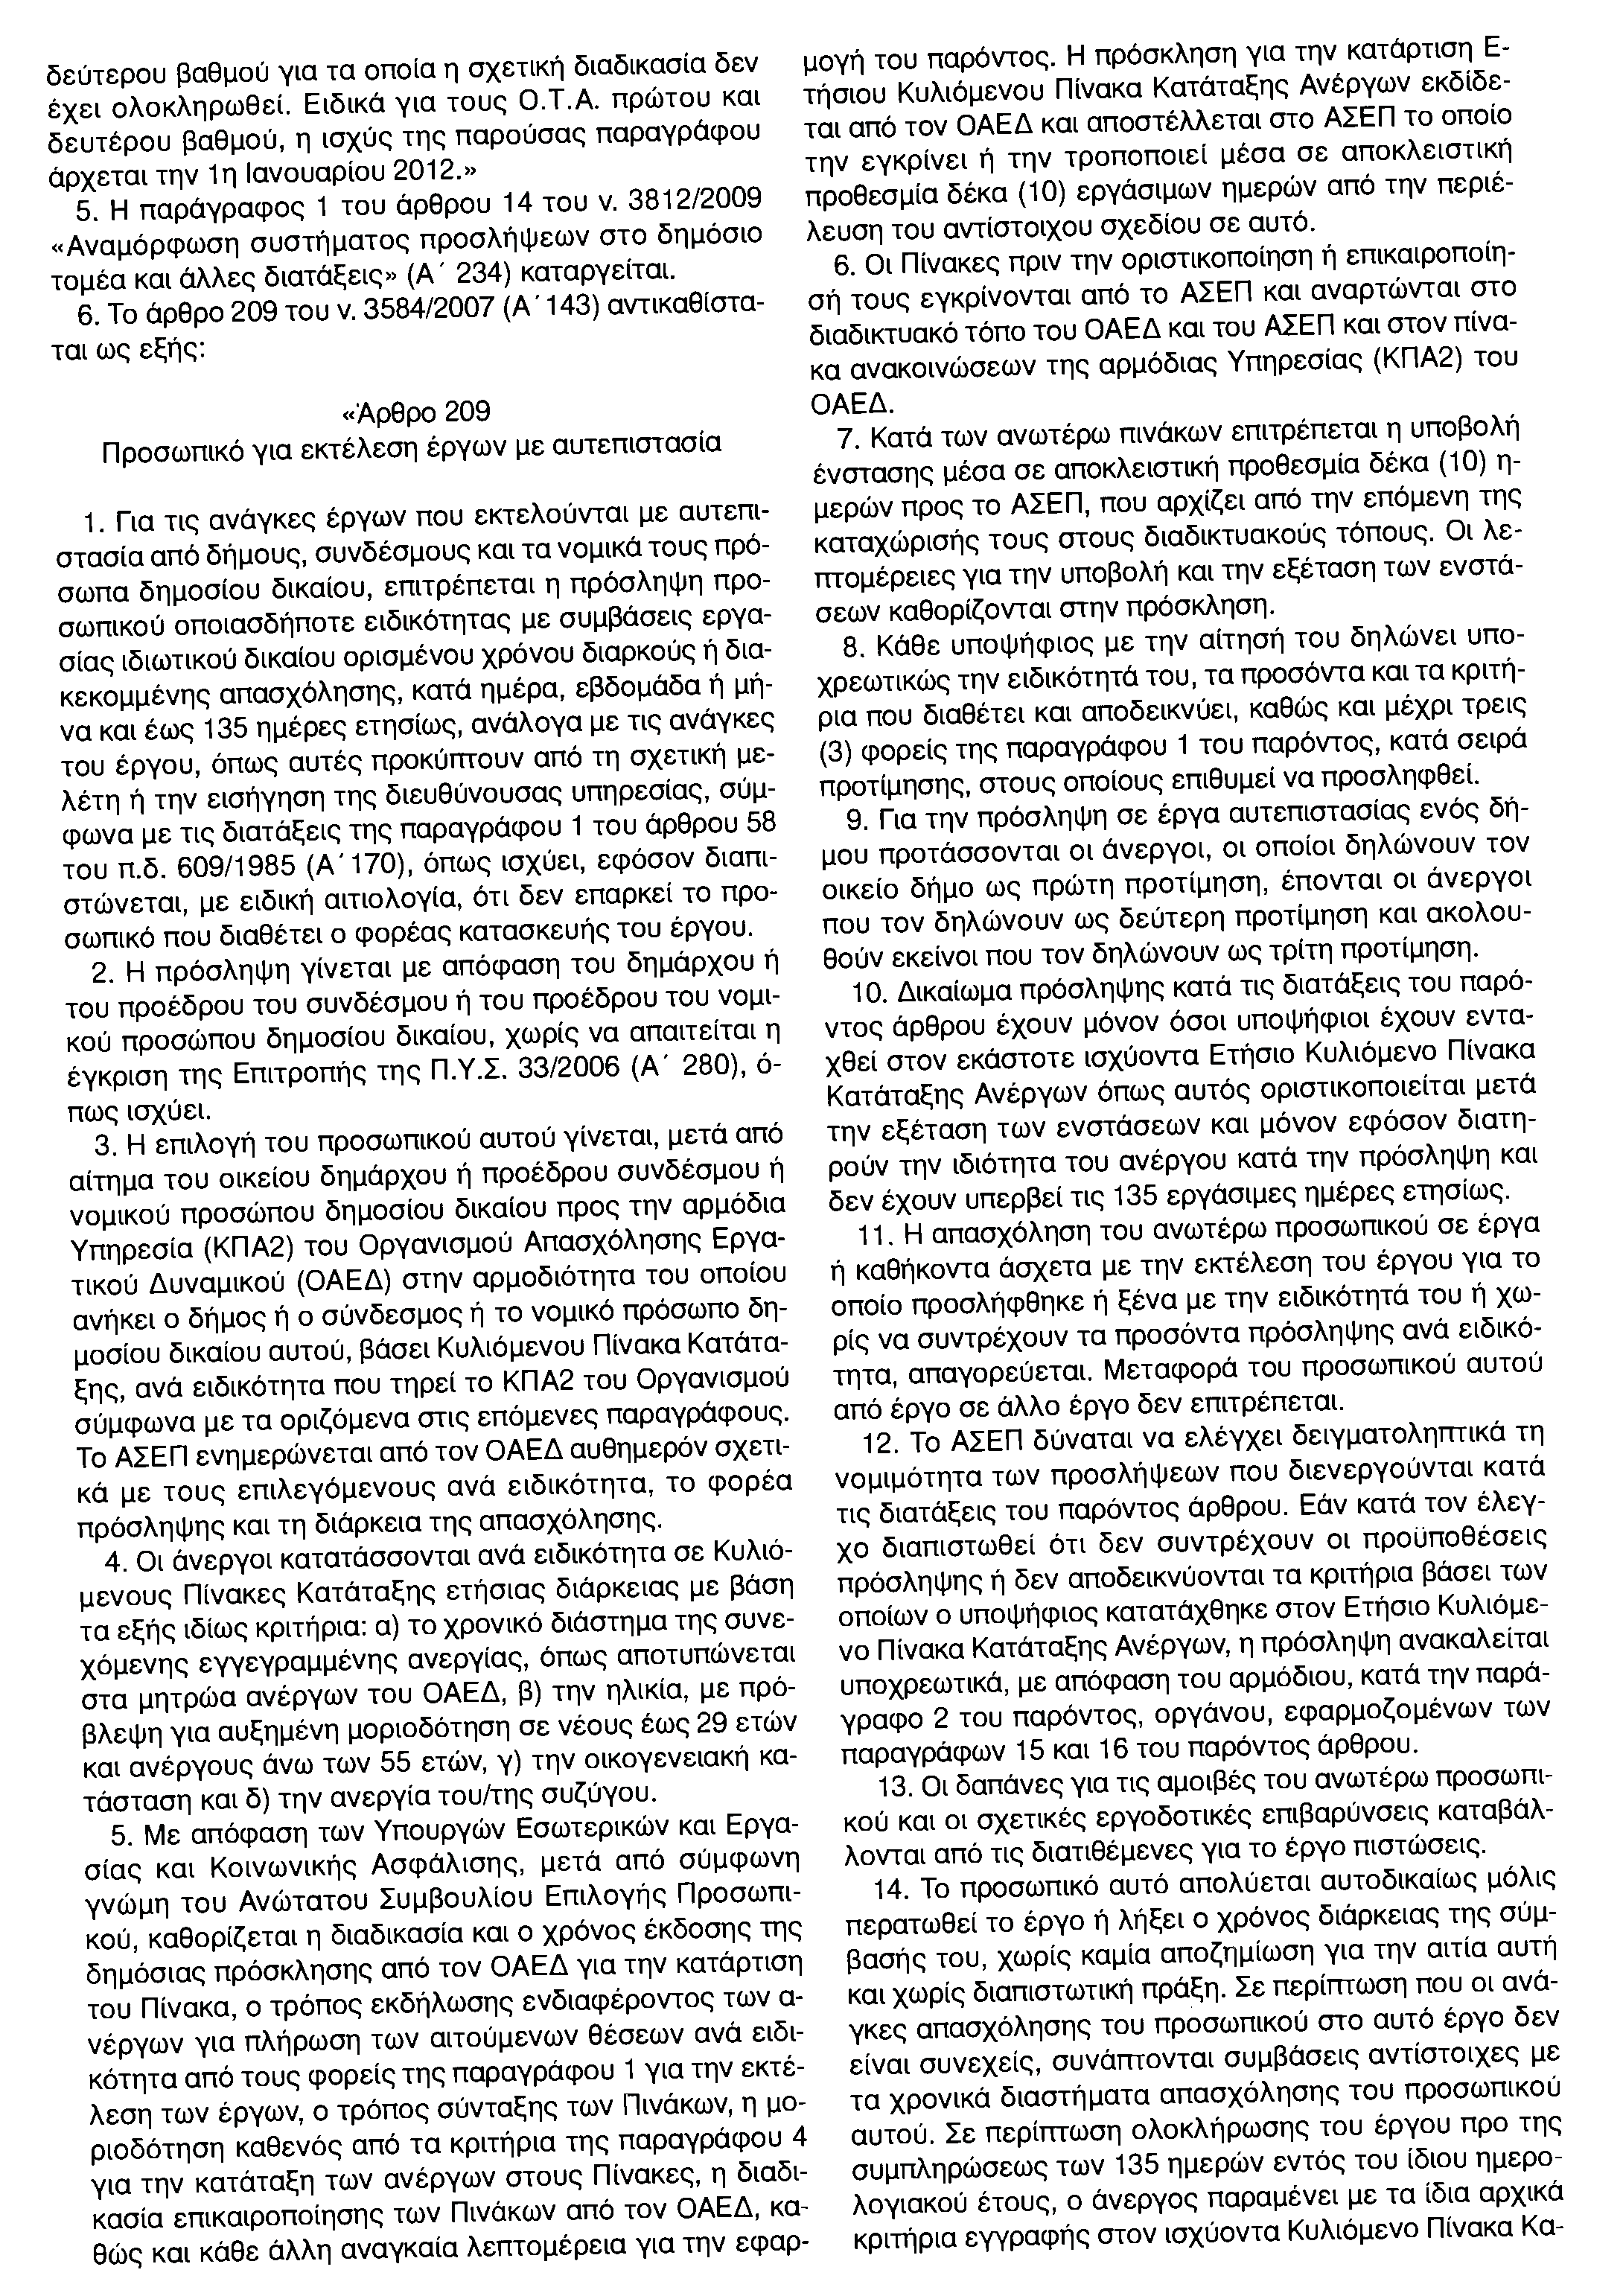 δεύτερου βαθμού για τα οποία η σχετική διαδικασία δεν
έχει ολοκληρωθεί. Ειδικά για τους Ο.Τ.Α. πρώτου και
δευτέρου βαθμού, η ισχύς της παρούσας παραγράφου
άρχεται την 1η Ιανουαρίου 2012.»
5. Η παράγραφος 1 του άρθρου 14 του ν. 3812/2009
«Αναμόρφωση συστήματος προσλήψεων στο δημόσιο
τομέα και άλλες διατάξεις» (Α΄ 234) καταργείται.
6. Το άρθρο 209 του ν. 3584/2007 (Α΄143) αντικαθίστα-
ται ως εξής:
«Άρθρο 209
Προσωπικό για εκτέλεση έργων με αυτεπιστασία
1. Για τις ανάγκες έργων που εκτελούνται με αυτεπι-
στασία από δήμους, συνδέσμους και τα νομικά τους πρό-
σωπα δημοσίου δικαίου, επιτρέπεται η πρόσληψη προ-
σωπικού οποιασδήποτε ειδικότητας με συμβάσεις εργα-
σίας ιδιωτικού δικαίου ορισμένου χρόνου διαρκούς ή δια-
κεκομμένης απασχόλησης, κατά ημέρα, εβδομάδα ή μή-
να και έως 135 ημέρες ετησίως, ανάλογα με τις ανάγκες
του έργου, όπως αυτές προκύπτουν από τη σχετική με-
λέτη ή την εισήγηση της διευθύνουσας υπηρεσίας, σύμ-
φωνα με τις διατάξεις της παραγράφου 1 του άρθρου 58
του π.δ. 609/1985 (Α΄170), όπως ισχύει, εφόσον διαπι-
στώνεται, με ειδική αιτιολογία, ότι δεν επαρκεί το προ-
σωπικό που διαθέτει ο φορέας κατασκευής του έργου.
2. Η πρόσληψη γίνεται με απόφαση του δημάρχου ή
του προέδρου του συνδέσμου ή του προέδρου του νομι-
κού προσώπου δημοσίου δικαίου, χωρίς να απαιτείται η
έγκριση της Επιτροπής της Π.Υ.Σ. 33/2006 (Α΄ 280), ό-
πως ισχύει.
3. Η επιλογή του προσωπικού αυτού γίνεται, μετά από
αίτημα του οικείου δημάρχου ή προέδρου συνδέσμου ή
νομικού προσώπου δημοσίου δικαίου προς την αρμόδια
Υπηρεσία (ΚΠΑ2) του Οργανισμού Απασχόλησης Εργα-
τικού Δυναμικού (ΟΑΕΔ) στην αρμοδιότητα του οποίου
ανήκει ο δήμος ή ο σύνδεσμος ή το νομικό πρόσωπο δη-
μοσίου δικαίου αυτού, βάσει Κυλιόμενου Πίνακα Κατάτα-
ξης, ανά ειδικότητα που τηρεί το ΚΠΑ2 του Οργανισμού
σύμφωνα με τα οριζόμενα στις επόμενες παραγράφους.
Το ΑΣΕΠ ενημερώνεται από τον ΟΑΕΔ αυθημερόν σχετι-
κά με τους επιλεγόμενους ανά ειδικότητα, το φορέα
πρόσληψης και τη διάρκεια της απασχόλησης.
4. Οι άνεργοι κατατάσσονται ανά ειδικότητα σε Κυλιό-
μενους Πίνακες Κατάταξης ετήσιας διάρκειας με βάση
τα εξής ιδίως κριτήρια: α) το χρονικό διάστημα της συνε-
χόμενης εγγεγραμμένης ανεργίας, όπως αποτυπώνεται
στα μητρώα ανέργων του ΟΑΕΔ, β) την ηλικία, με πρό-
βλεψη για αυξημένη μοριοδότηση σε νέους έως 29 ετών
και ανέργους άνω των 55 ετών, γ) την οικογενειακή κα-
τάσταση και δ) την ανεργία του/της συζύγου.
5. Με απόφαση των Υπουργών Εσωτερικών και Εργα-
σίας και Κοινωνικής Ασφάλισης, μετά από σύμφωνη
γνώμη του Ανώτατου Συμβουλίου Επιλογής Προσωπι-
κού, καθορίζεται η διαδικασία και ο χρόνος έκδοσης της
δημόσιας πρόσκλησης από τον ΟΑΕΔ για την κατάρτιση
του Πίνακα, ο τρόπος εκδήλωσης ενδιαφέροντος των α-
νέργων για πλήρωση των αιτούμενων θέσεων ανά ειδι-
κότητα από τους φορείς της παραγράφου 1 για την εκτέ-
λεση των έργων, ο τρόπος σύνταξης των Πινάκων, η μο-
ριοδότηση καθενός από τα κριτήρια της παραγράφου 4
για την κατάταξη των ανέργων στους Πίνακες, η διαδι-
κασία επικαιροποίησης των Πινάκων από τον ΟΑΕΔ, κα-
θώς και κάθε άλλη αναγκαία λεπτομέρεια για την εφαρ-
μογή του παρόντος. Η πρόσκληση για την κατάρτιση Ε-
τήσιου Κυλιόμενου Πίνακα Κατάταξης Ανέργων εκδίδε-
ται από τον ΟΑΕΔ και αποστέλλεται στο ΑΣΕΠ το οποίο
την εγκρίνει ή την τροποποιεί μέσα σε αποκλειστική
προθεσμία δέκα (10) εργάσιμων ημερών από την περιέ-
λευση του αντίστοιχου σχεδίου σε αυτό.
6. Οι Πίνακες πριν την οριστικοποίηση ή επικαιροποίη-
σή τους εγκρίνονται από το ΑΣΕΠ και αναρτώνται στο
διαδικτυακό τόπο του ΟΑΕΔ και του ΑΣΕΠ και στον πίνα-
κα ανακοινώσεων της αρμόδιας Υπηρεσίας (ΚΠΑ2) του
ΟΑΕΔ.
7. Κατά των ανωτέρω πινάκων επιτρέπεται η υποβολή
ένστασης μέσα σε αποκλειστική προθεσμία δέκα (10) η-
μερών προς το ΑΣΕΠ, που αρχίζει από την επόμενη της
καταχώρισής τους στους διαδικτυακούς τόπους. Οι λε-
πτομέρειες για την υποβολή και την εξέταση των ενστά-
σεων καθορίζονται στην πρόσκληση.
8. Κάθε υποψήφιος με την αίτησή του δηλώνει υπο-
χρεωτικώς την ειδικότητά του, τα προσόντα και τα κριτή-
ρια που διαθέτει και αποδεικνύει, καθώς και μέχρι τρεις
(3) φορείς της παραγράφου 1 του παρόντος, κατά σειρά
προτίμησης, στους οποίους επιθυμεί να προσληφθεί.
9. Για την πρόσληψη σε έργα αυτεπιστασίας ενός δή-
μου προτάσσονται οι άνεργοι, οι οποίοι δηλώνουν τον
οικείο δήμο ως πρώτη προτίμηση, έπονται οι άνεργοι
που τον δηλώνουν ως δεύτερη προτίμηση και ακολου-
θούν εκείνοι που τον δηλώνουν ως τρίτη προτίμηση.
10. Δικαίωμα πρόσληψης κατά τις διατάξεις του παρό-
ντος άρθρου έχουν μόνον όσοι υποψήφιοι έχουν εντα-
χθεί στον εκάστοτε ισχύοντα Ετήσιο Κυλιόμενο Πίνακα
Κατάταξης Ανέργων όπως αυτός οριστικοποιείται μετά
την εξέταση των ενστάσεων και μόνον εφόσον διατη-
ρούν την ιδιότητα του ανέργου κατά την πρόσληψη και
δεν έχουν υπερβεί τις 135 εργάσιμες ημέρες ετησίως.
11. Η απασχόληση του ανωτέρω προσωπικού σε έργα
ή καθήκοντα άσχετα με την εκτέλεση του έργου για το
οποίο προσλήφθηκε ή ξένα με την ειδικότητά του ή χω-
ρίς να συντρέχουν τα προσόντα πρόσληψης ανά ειδικό-
τητα, απαγορεύεται. Μεταφορά του προσωπικού αυτού
από έργο σε άλλο έργο δεν επιτρέπεται.
12. Το ΑΣΕΠ δύναται να ελέγχει δειγματοληπτικά τη
νομιμότητα των προσλήψεων που διενεργούνται κατά
τις διατάξεις του παρόντος άρθρου. Εάν κατά τον έλεγ-
χο διαπιστωθεί ότι δεν συντρέχουν οι προϋποθέσεις
πρόσληψης ή δεν αποδεικνύονται τα κριτήρια βάσει των
οποίων ο υποψήφιος κατατάχθηκε στον Ετήσιο Κυλιόμε-
νο Πίνακα Κατάταξης Ανέργων, η πρόσληψη ανακαλείται
υποχρεωτικά, με απόφαση του αρμόδιου, κατά την παρά-
γραφο 2 του παρόντος, οργάνου, εφαρμοζομένων των
παραγράφων 15 και 16 του παρόντος άρθρου.
13. Οι δαπάνες για τις αμοιβές του ανωτέρω προσωπι-
κού και οι σχετικές εργοδοτικές επιβαρύνσεις καταβάλ-
λονται από τις διατιθέμενες για το έργο πιστώσεις.
14. Το προσωπικό αυτό απολύεται αυτοδικαίως μόλις
περατωθεί το έργο ή λήξει ο χρόνος διάρκειας της σύμ-
βασής του, χωρίς καμία αποζημίωση για την αιτία αυτή
και χωρίς διαπιστωτική πράξη. Σε περίπτωση που οι ανά-
γκες απασχόλησης του προσωπικού στο αυτό έργο δεν
είναι συνεχείς, συνάπτονται συμβάσεις αντίστοιχες με
τα χρονικά διαστήματα απασχόλησης του προσωπικού
αυτού. Σε περίπτωση ολοκλήρωσης του έργου προ της
συμπληρώσεως των 135 ημερών εντός του ίδιου ημερο-
λογιακού έτους, ο άνεργος παραμένει με τα ίδια αρχικά
κριτήρια εγγραφής στον ισχύοντα Κυλιόμενο Πίνακα Κα-